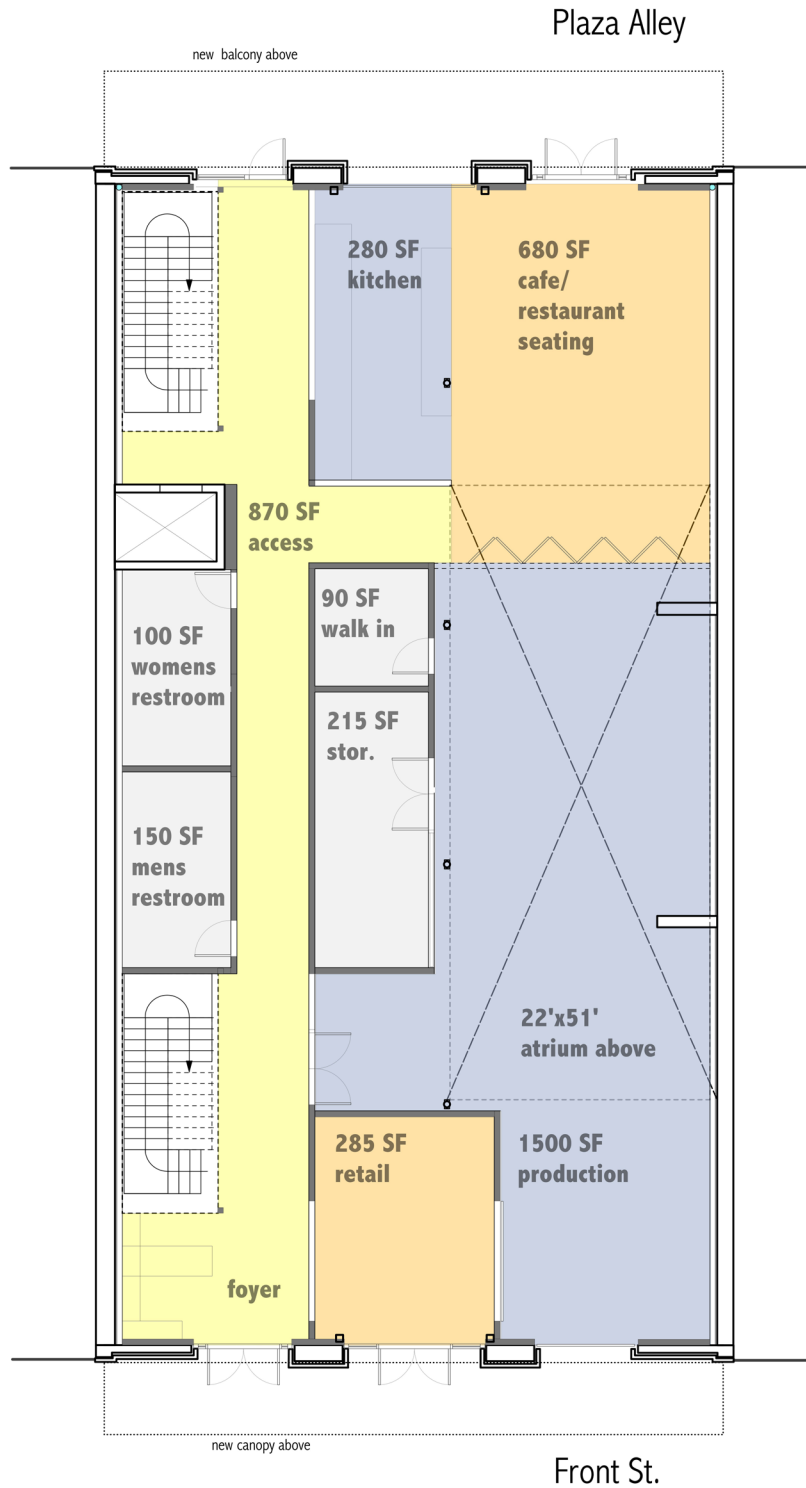 Plaza Alley
new balcony above
280 SF
kitchen
680 SF
cafe/
restaurant
seating
870 SF
access
90 SF
walk in
100 SF
womens
restroom
215 SF
stor.
150 SF
mens
restroom
22'x51'
atrium above
285 SF
retail
1500 SF
production
foyer
new canopy above
Front St.